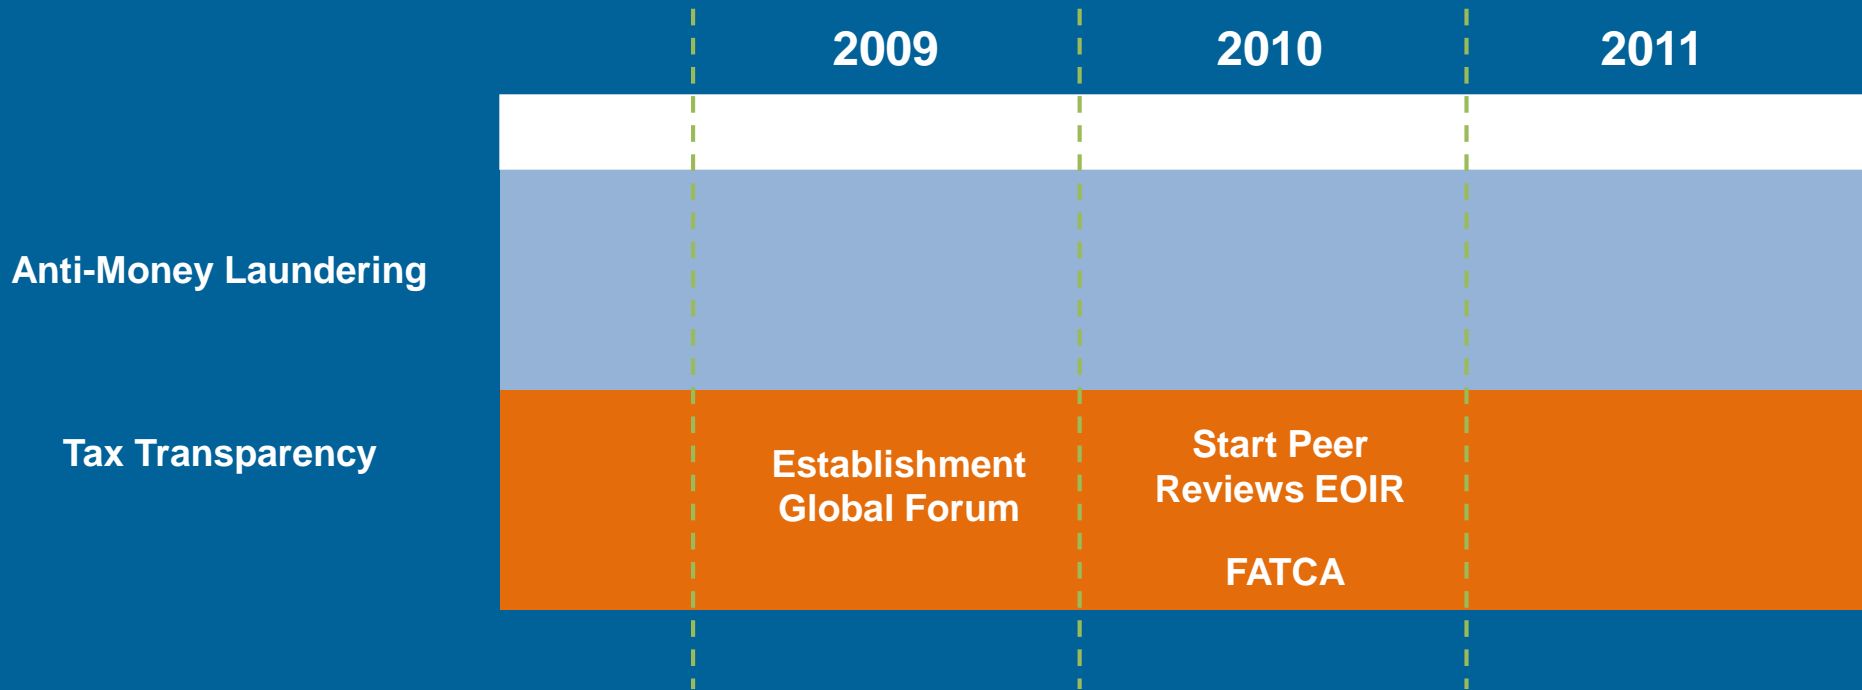 2009
2010
2011
Anti-Money Laundering
Tax Transparency
Establishment
Global Forum
Start Peer
Reviews EOIR
FATCA